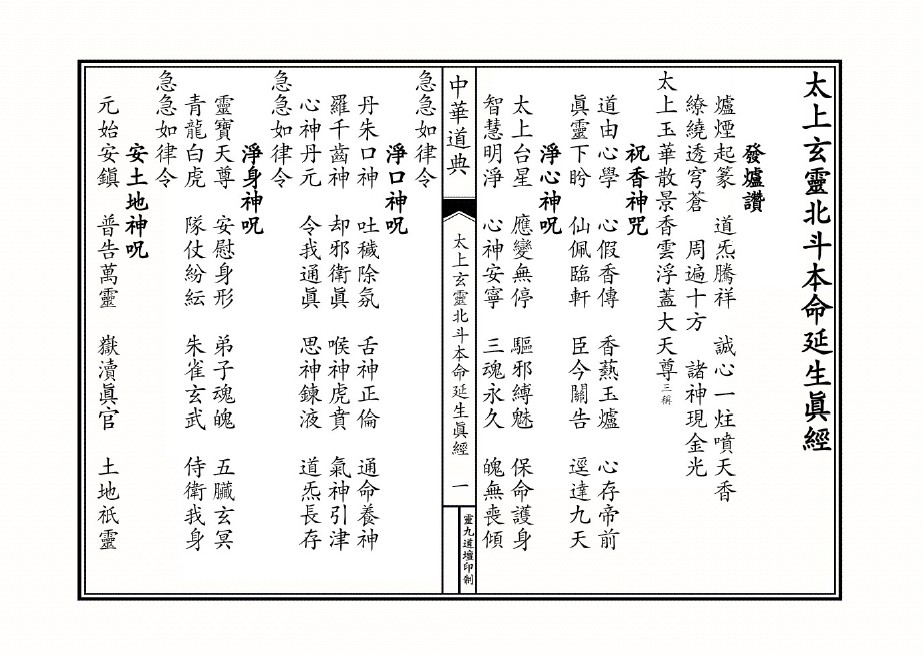 太上玄靈北斗本命延生眞經
發爐讚
爐煙起篆　道炁騰祥　誠心一炷噴天香
繚繞透穹蒼　周遍十方　諸神現金光
太上玉華散景香雲浮蓋大天尊三稱
祝香神咒
道由心學　心假香傳　香爇玉爐　心存帝前
眞靈下盼　仙佩臨軒　臣今關告　逕達九天
淨心神呪
太上台星　應變無停　驅邪縛魅　保命護身
智慧明淨　心神安寧　三魂永久　魄無喪傾
中華道典
太上玄靈北斗本命延生眞經
一
靈九道壇印制
急急如律令
淨口神呪
丹朱口神　吐穢除氛　舌神正倫　通命養神
羅千齒神　却邪衛眞　喉神虎賁　氣神引津
心神丹元　令我通眞　思神鍊液　道炁長存
急急如律令
淨身神呪
靈寶天尊　安慰身形　弟子魂魄　五臟玄冥
青龍白虎　隊仗紛紜　朱雀玄武　侍衛我身
急急如律令
安土地神呪
元始安鎮　普告萬靈　嶽瀆眞官　土地祇靈